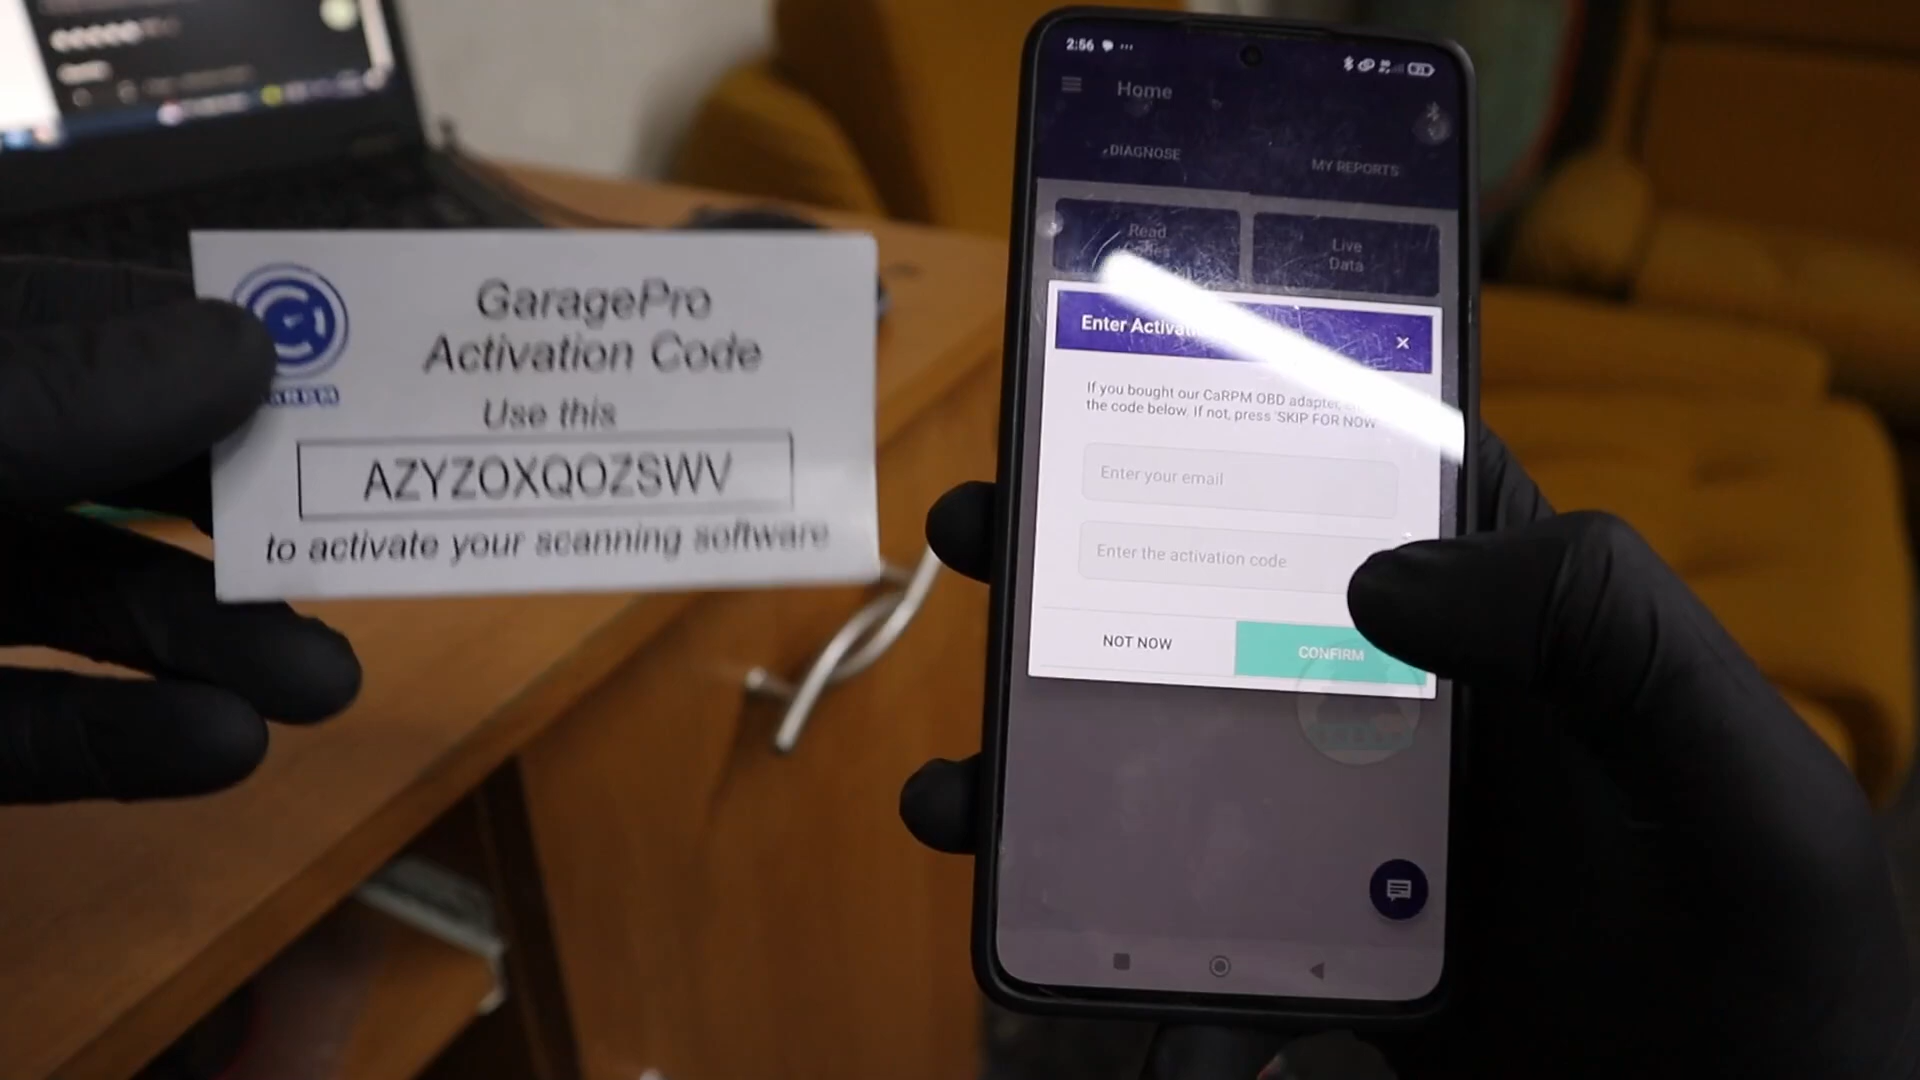 GaragePro
Activation Code
Use this
AZYZOXQOZSWV
to activate your scanning software
2:56
Home
DIAGNOSE
MY REPORTS
Read
Live
Data
Enter
If you bought our CaRPM OBD adapter
the code below. If not, press 'SKIP FOR NOW'
Enter your email
Enter the activation code
NOT NOW
CONFIRM